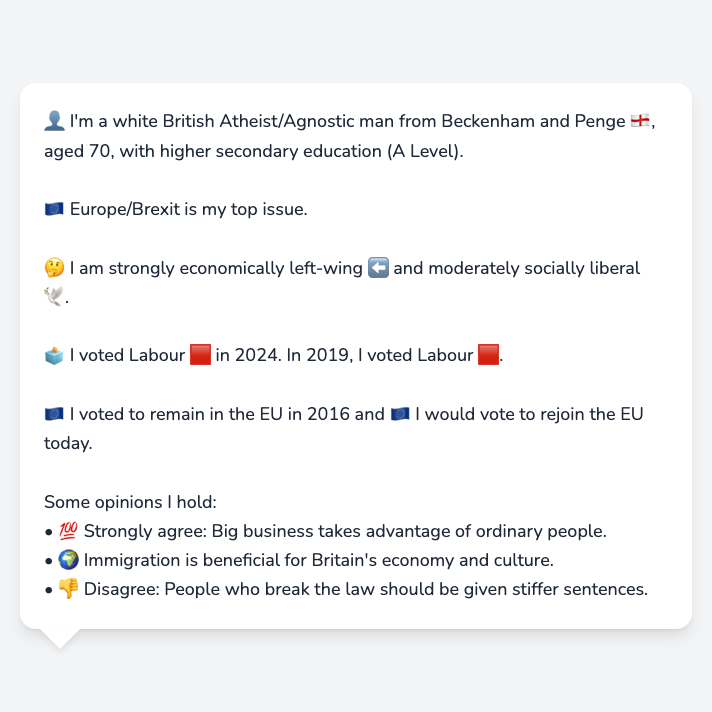 👤 I'm a white British Atheist/Agnostic man from Beckenham and Penge 🏴󠁧󠁢󠁥󠁮󠁧󠁿,
aged 70, with higher secondary education (A Level).
🇪🇺 Europe/Brexit is my top issue.
🤔 I am strongly economically left-wing ⬅️ and moderately socially liberal
🕊️.
🗳️ I voted Labour 🟥 in 2024. In 2019, I voted Labour 🟥.
🇪🇺 I voted to remain in the EU in 2016 and 🇪🇺 I would vote to rejoin the EU
today.
Some opinions I hold:
• 💯 Strongly agree: Big business takes advantage of ordinary people.
• 🌍 Immigration is beneficial for Britain's economy and culture.
• 👎 Disagree: People who break the law should be given stiffer sentences.